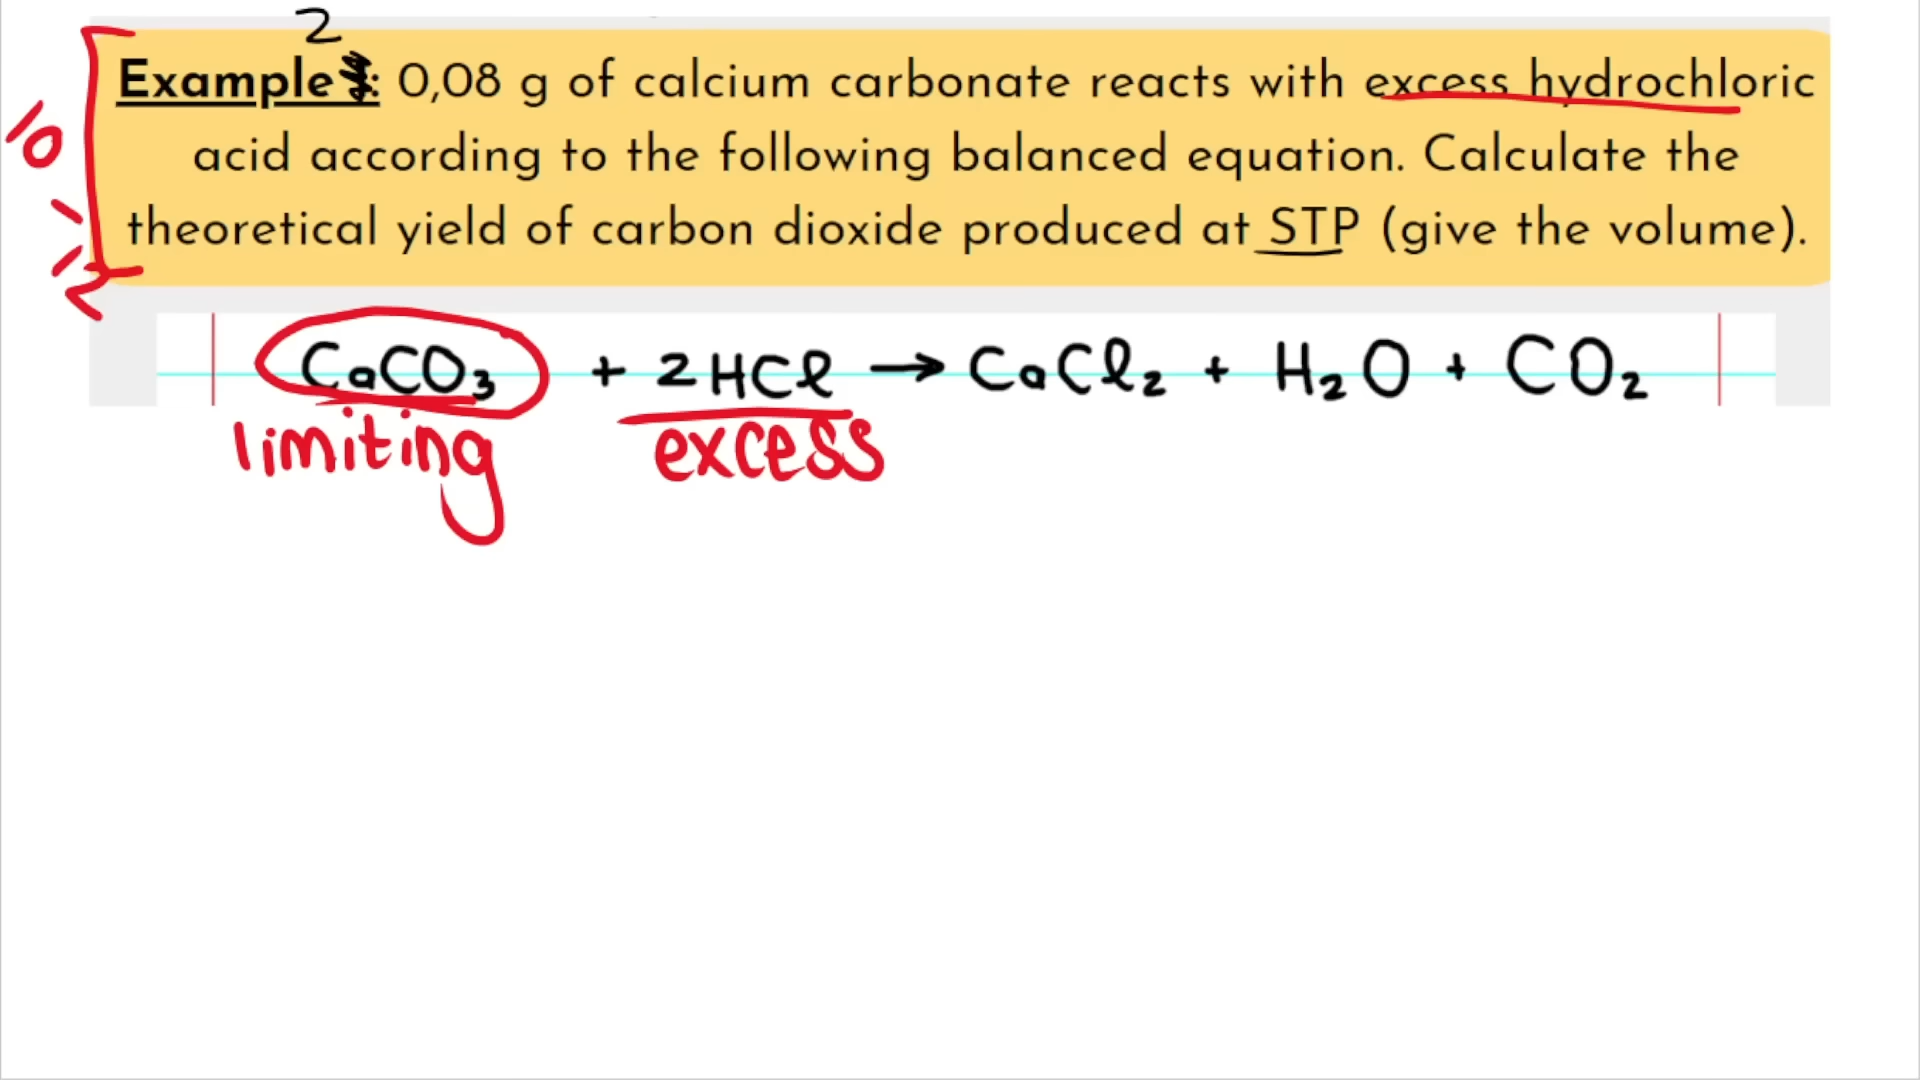 2
Example : 0,08 g of calcium carbonate reacts with excess hydrochloric
acid according to the following balanced equation. Calculate the
theoretical yield of carbon dioxide produced at STP (give the volume).
CaCO₃ + 2HCl → CaCl₂ + H₂O + CO₂
limiting excess